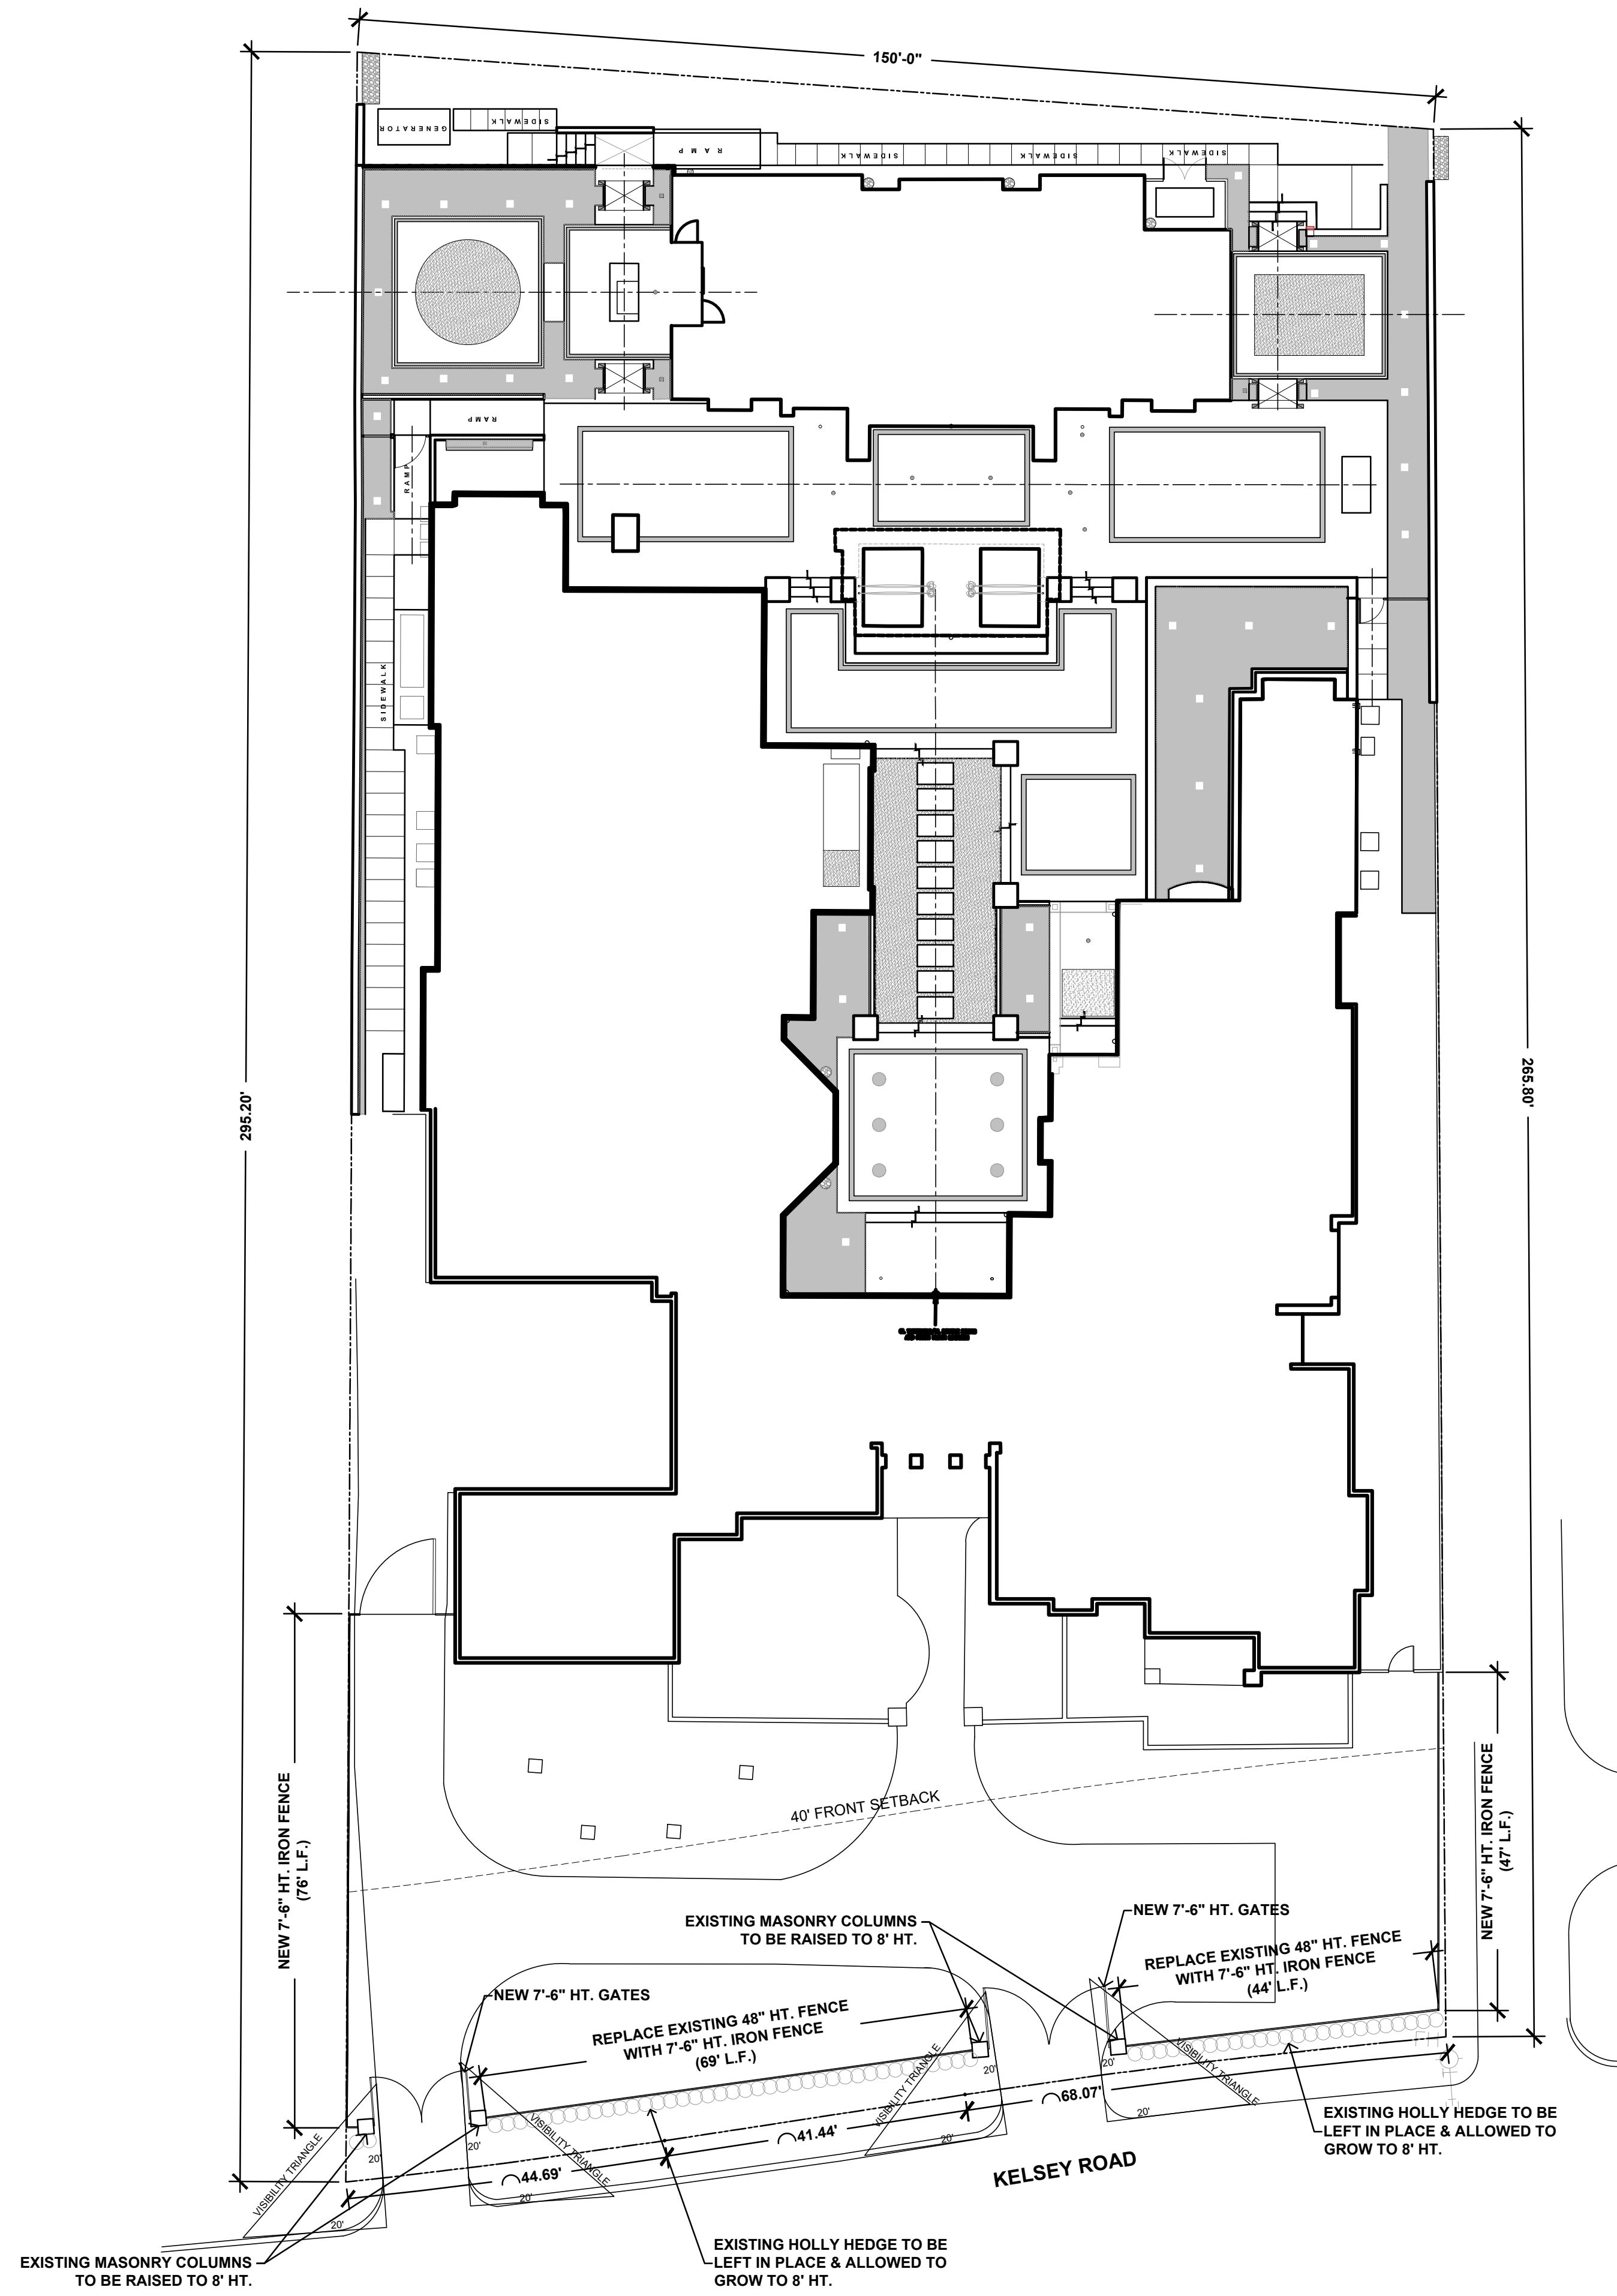 150'-0"
GENERATOR
SIDEWALK
RAMP
SIDEWALK
SIDEWALK
SIDEWALK
RAMP
RAMP
SIDEWALK
295.20'
265.80'
40' FRONT SETBACK
NEW 7'-6" HT. IRON FENCE
(76' L.F.)
NEW 7'-6" HT. IRON FENCE
(47' L.F.)
EXISTING MASONRY COLUMNS
TO BE RAISED TO 8' HT.
NEW 7'-6" HT. GATES
REPLACE EXISTING 48" HT. FENCE
WITH 7'-6" HT. IRON FENCE
(44' L.F.)
NEW 7'-6" HT. GATES
REPLACE EXISTING 48" HT. FENCE
WITH 7'-6" HT. IRON FENCE
(69' L.F.)
VISIBILITY TRIANGLE
VISIBILITY TRIANGLE
VISIBILITY TRIANGLE
VISIBILITY TRIANGLE
20'
20'
20'
20'
20'
20'
20'
20'
68.07'
41.44'
44.69'
KELSEY ROAD
EXISTING HOLLY HEDGE TO BE
LEFT IN PLACE & ALLOWED TO
GROW TO 8' HT.
EXISTING HOLLY HEDGE TO BE
LEFT IN PLACE & ALLOWED TO
GROW TO 8' HT.
EXISTING MASONRY COLUMNS
TO BE RAISED TO 8' HT.